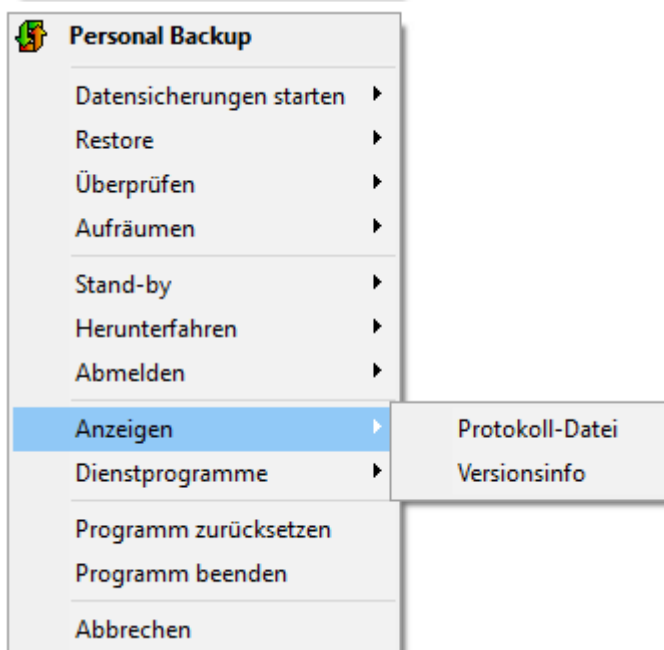 Personal Backup
Datensicherungen starten
Restore
Überprüfen
Aufräumen
Stand-by
Herunterfahren
Abmelden
Anzeigen
Protokoll-Datei
Dienstprogramme
Versionsinfo
Programm zurücksetzen
Programm beenden
Abbrechen